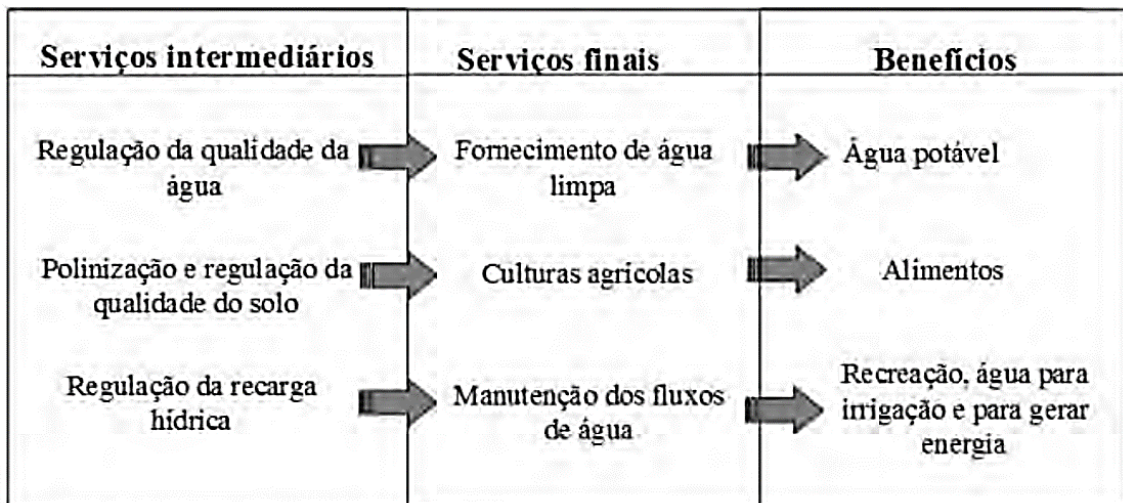 Serviços intermediários
Serviços finais
Benefícios
Regulação da qualidade da
água
Fornecimento de água
limpa
Água potável
Polinização e regulação da
qualidade do solo
Culturas agrícolas
Alimentos
Regulação da recarga
hídrica
Manutenção dos fluxos
de água
Recreação, água para
irrigação e para gerar
energia